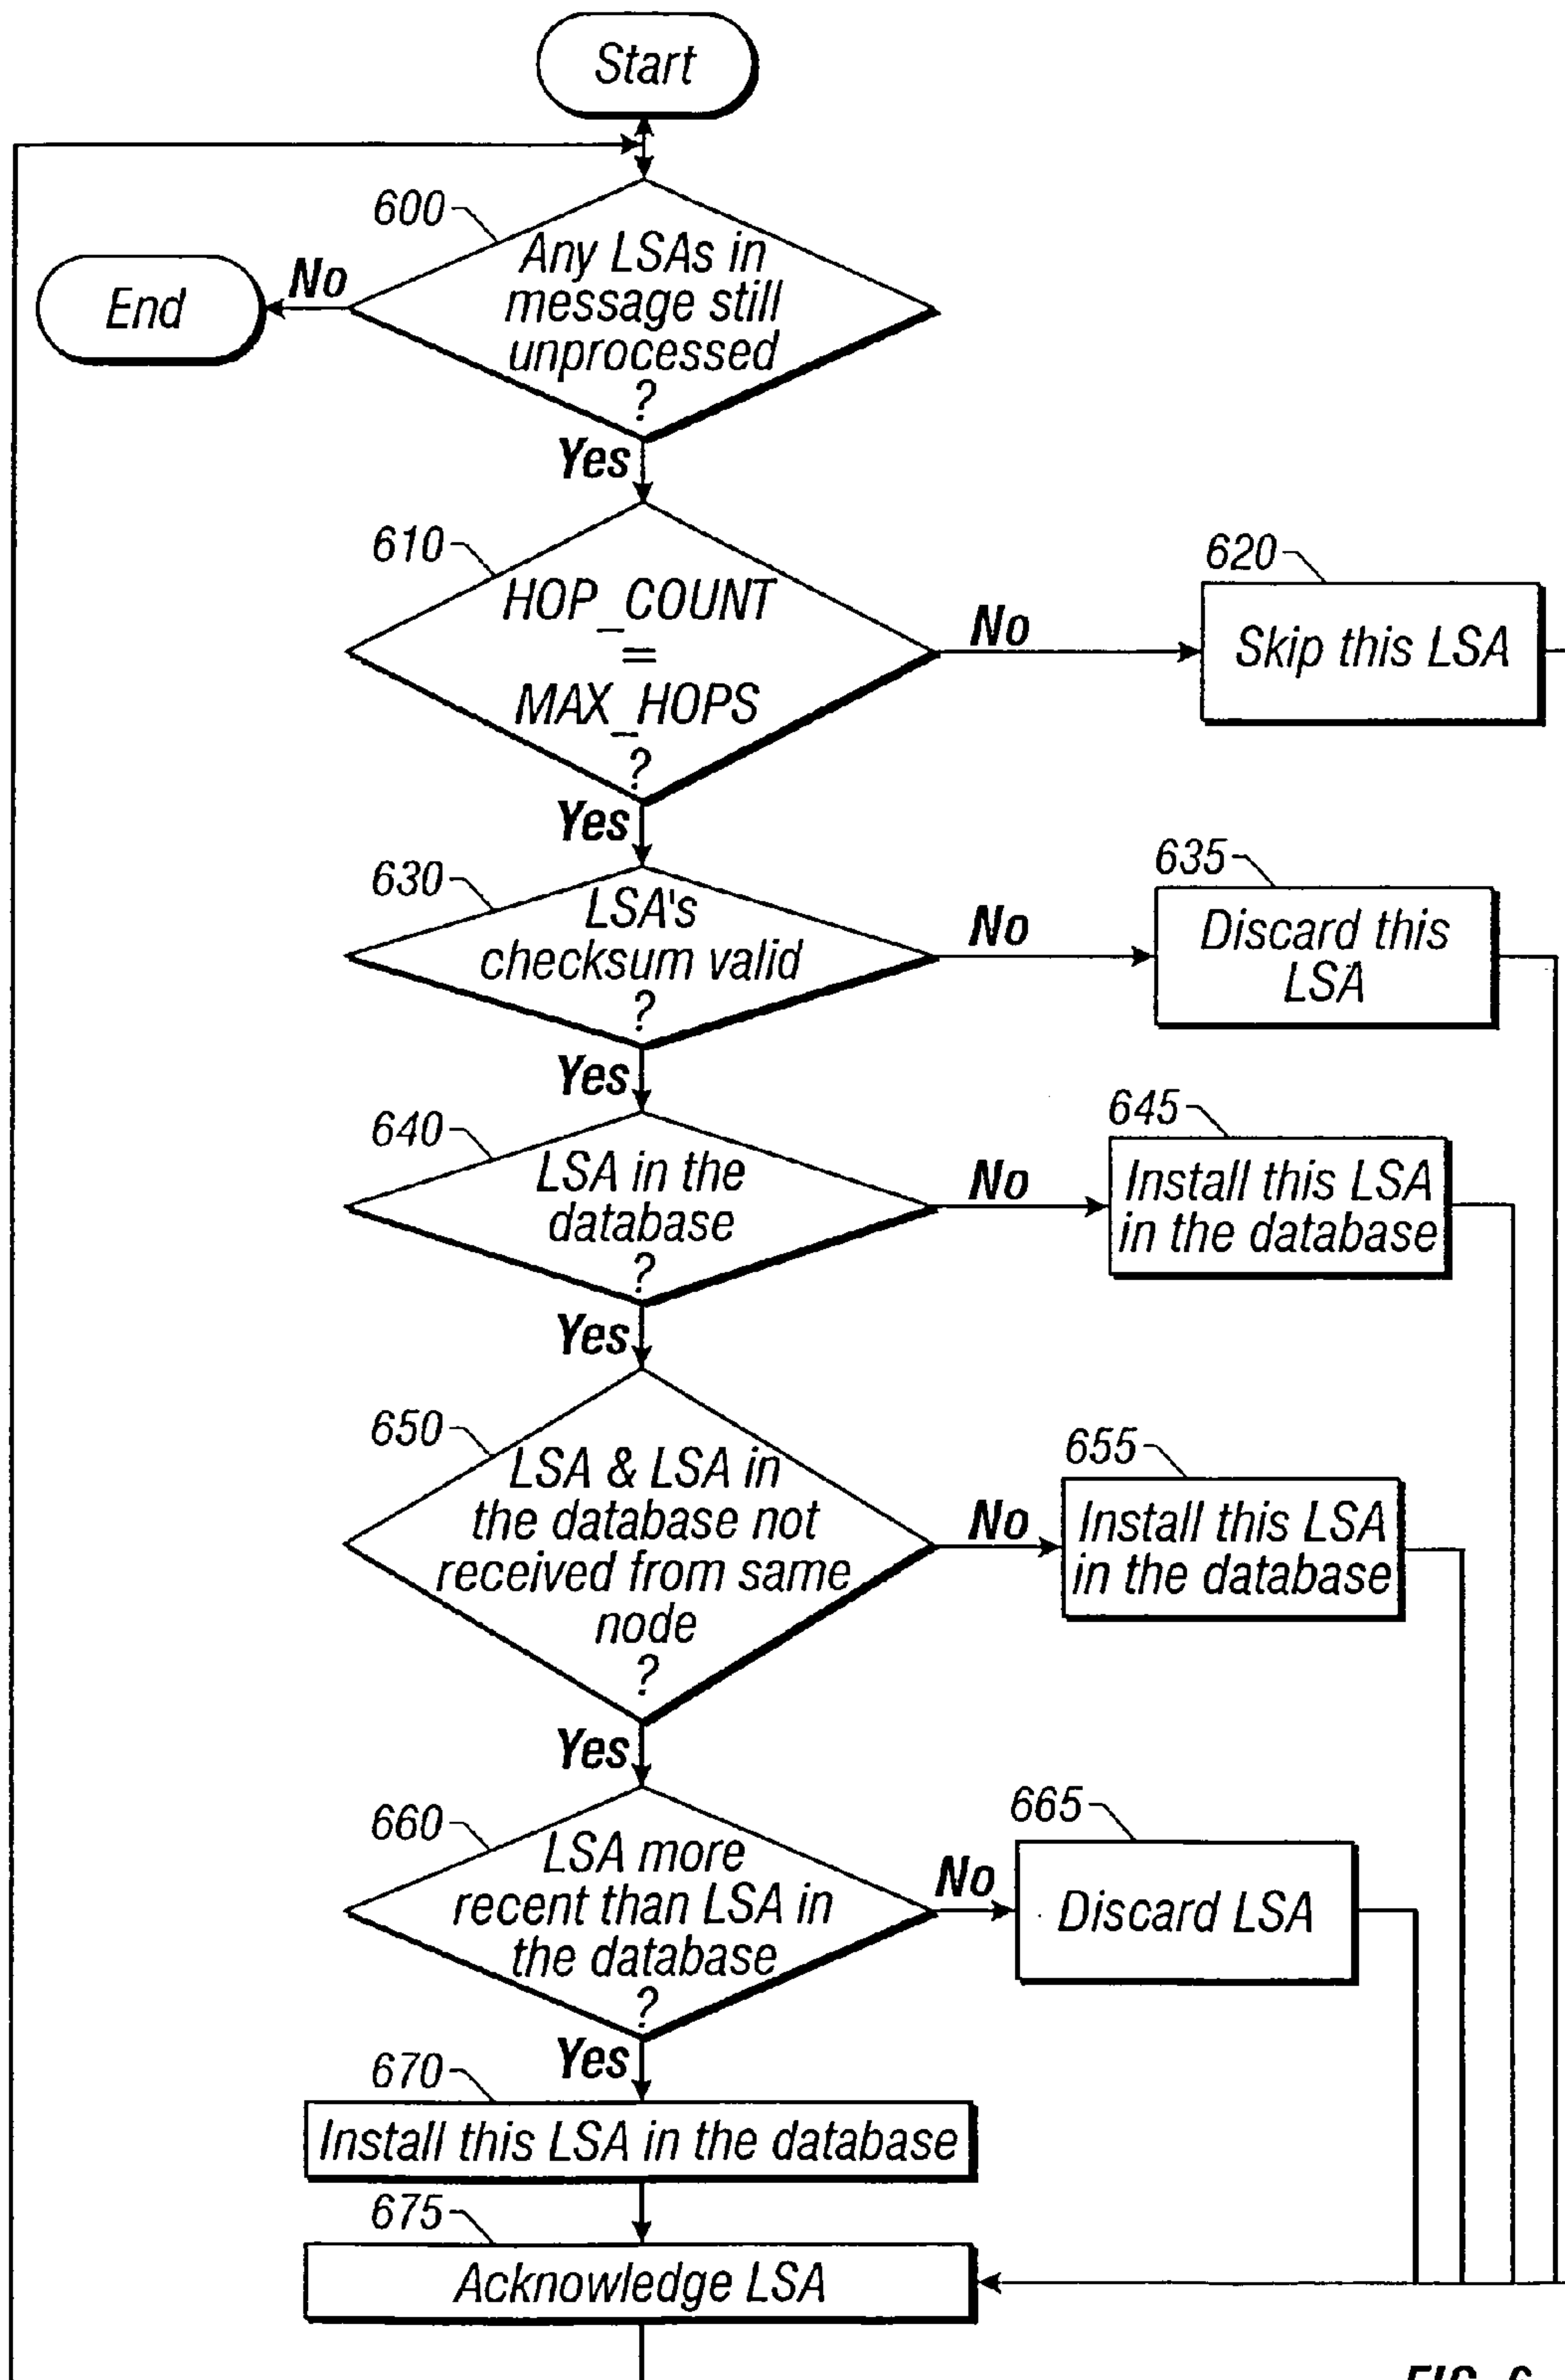 Start
600
Any LSAs in
message still
unprocessed
?
No
End
Yes
610
HOP_COUNT
=
MAX_HOPS
?
No
620
Skip this LSA
Yes
630
LSA's
checksum valid
?
No
635
Discard this
LSA
Yes
640
LSA in the
database
?
No
645
Install this LSA
in the database
Yes
650
LSA & LSA in
the database not
received from same
node
?
No
655
Install this LSA
in the database
Yes
660
LSA more
recent than LSA in
the database
?
No
665
Discard LSA
Yes
670
Install this LSA in the database
675
Acknowledge LSA
FIG. 6